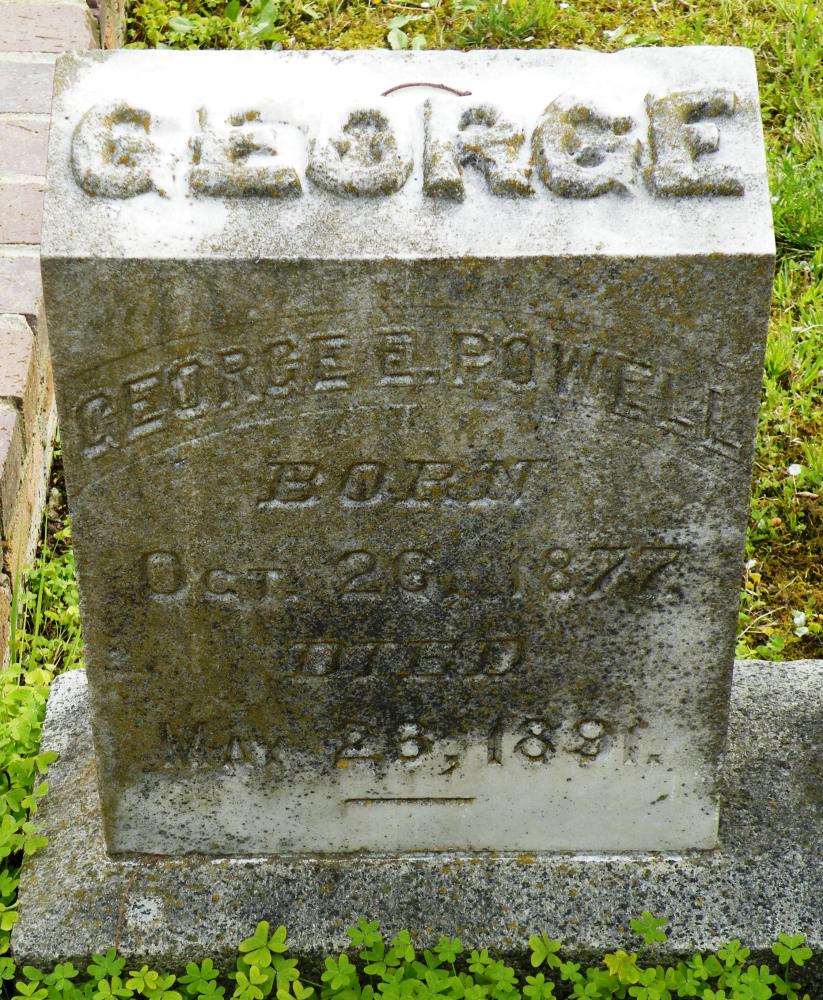 GEORGE
GEORGE E. POWELL
BORN
OCT. 26, 1877.
DIED
MAY 28, 1891.